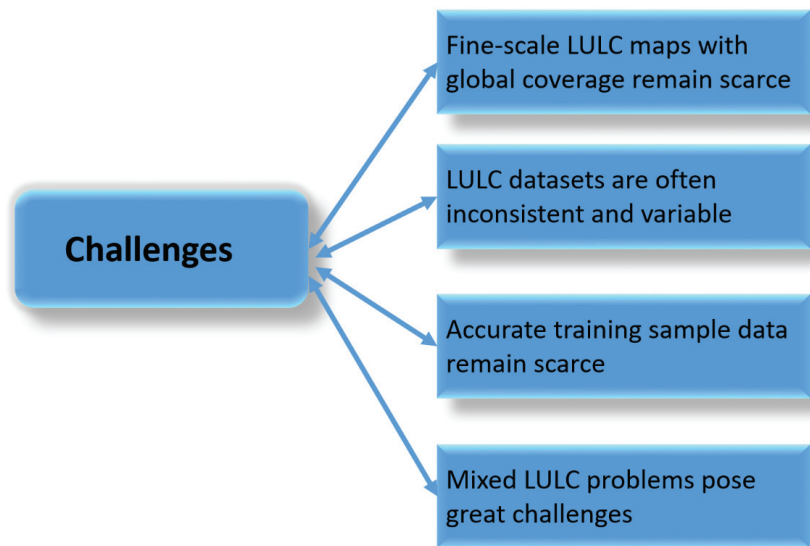 Challenges
Fine-scale LULC maps with
global coverage remain scarce
LULC datasets are often
inconsistent and variable
Accurate training sample data
remain scarce
Mixed LULC problems pose
great challenges